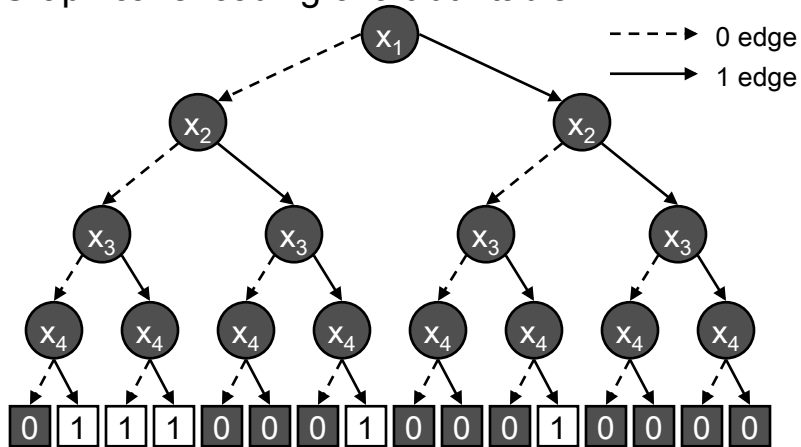 x₁
0 edge
1 edge
x₂ x₂
x₃ x₃ x₃ x₃
x₄ x₄ x₄ x₄ x₄ x₄ x₄ x₄
0 1 1 1 0 0 0 1 0 0 0 1 0 0 0 0